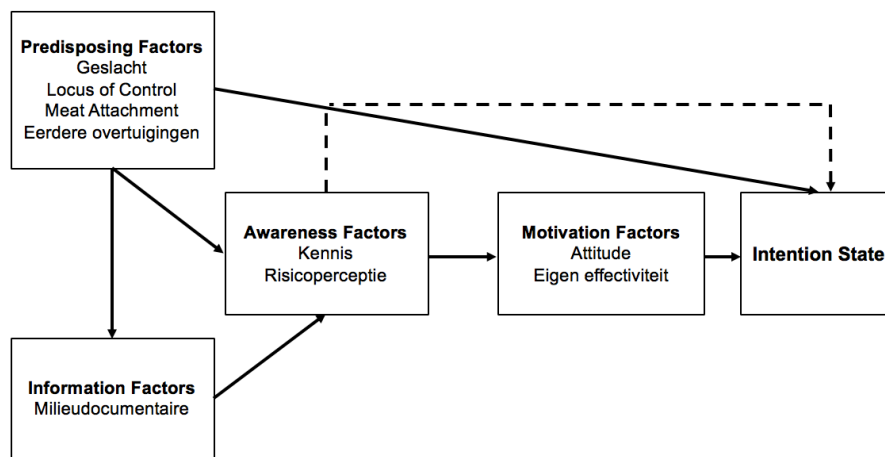 Predisposing Factors
Geslacht
Locus of Control
Meat Attachment
Eerdere overtuigingen
Awareness Factors
Kennis
Risicoperceptie
Motivation Factors
Attitude
Eigen effectiviteit
Intention State
Information Factors
Milieudocumentaire